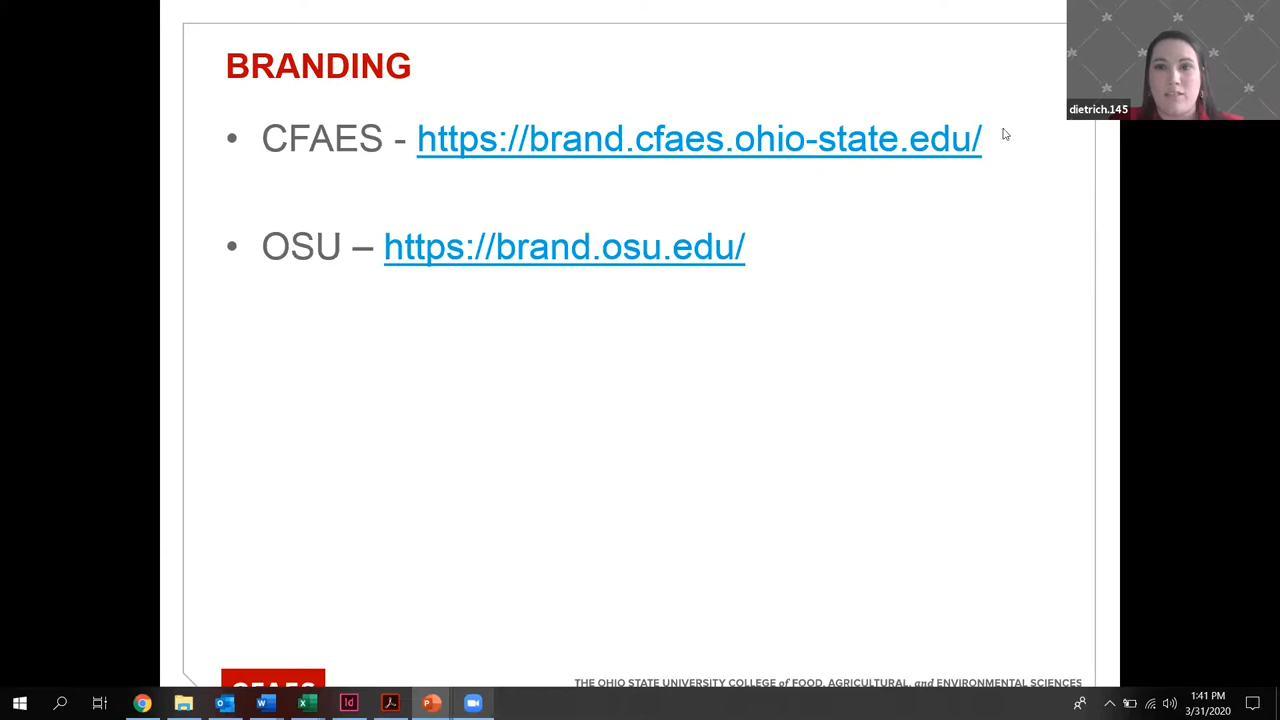 BRANDING
• CFAES - https://brand.cfaes.ohio-state.edu/
• OSU – https://brand.osu.edu/
dietrich.145
CFAES
THE OHIO STATE UNIVERSITY COLLEGE of FOOD, AGRICULTURAL, and ENVIRONMENTAL SCIENCES
1:41 PM
3/31/2020